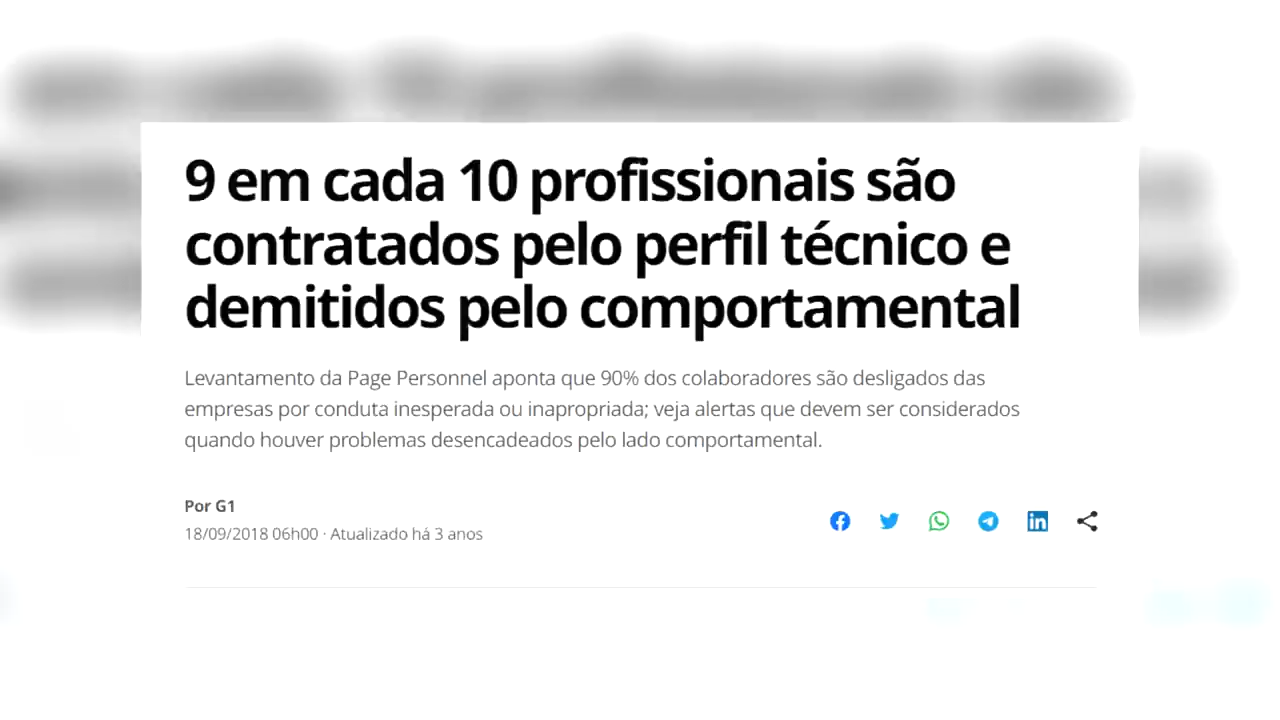 9 em cada 10 profissionais são
contratados pelo perfil técnico e
demitidos pelo comportamental
Levantamento da Page Personnel aponta que 90% dos colaboradores são desligados das
empresas por conduta inesperada ou inapropriada; veja alertas que devem ser considerados
quando houver problemas desencadeados pelo lado comportamental.
Por G1
18/09/2018 06h00 · Atualizado há 3 anos